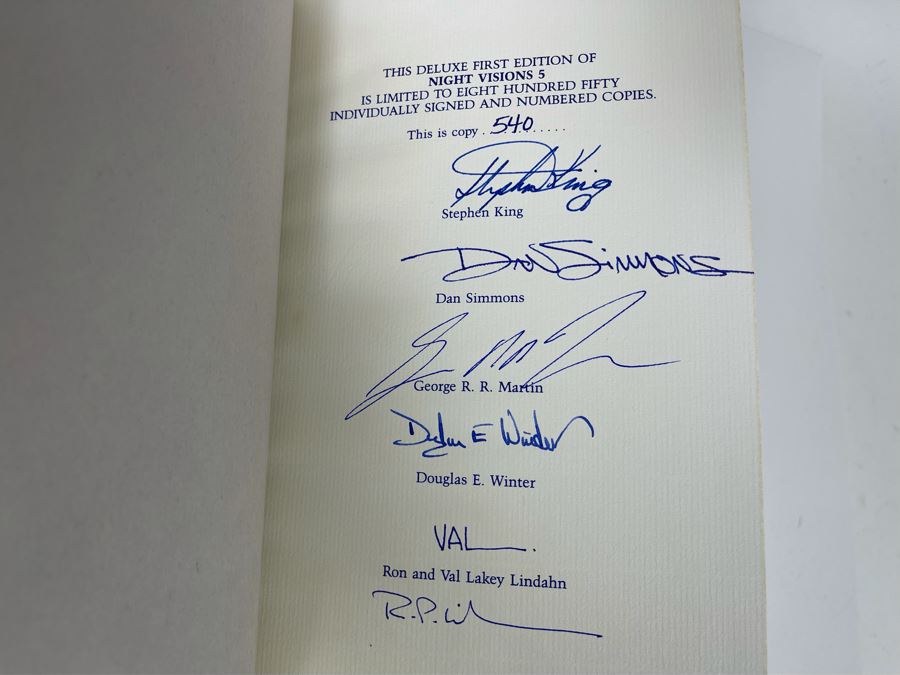 THIS DELUXE FIRST EDITION OF
NIGHT VISIONS 5
IS LIMITED TO EIGHT HUNDRED FIFTY
INDIVIDUALLY SIGNED AND NUMBERED COPIES.
This is copy . 540 . . . . .
Stephen King
Stephen King
Dan Simmons
Dan Simmons
George R. R. Martin
Douglas E Winter
Douglas E. Winter
VAL
Ron and Val Lakey Lindahn
R.P.